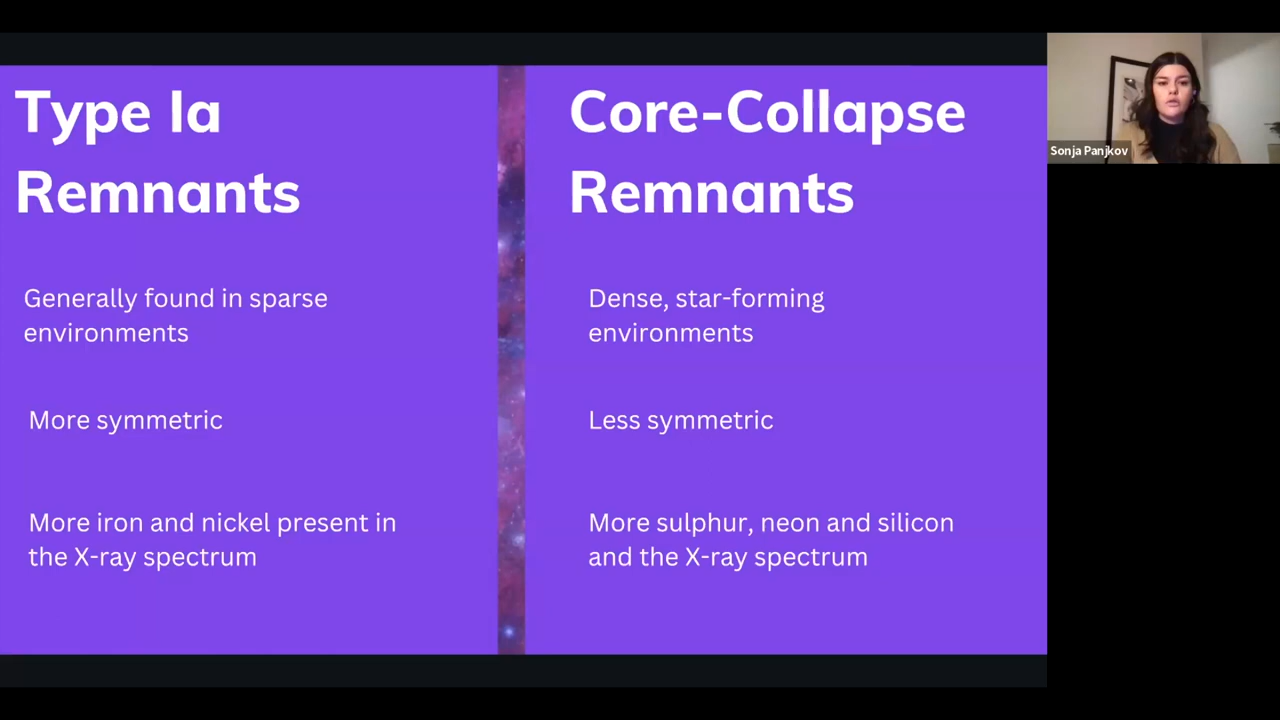 Type Ia
Remnants
Generally found in sparse
environments
More symmetric
More iron and nickel present in
the X-ray spectrum
Core-Collapse
Remnants
Dense, star-forming
environments
Less symmetric
More sulphur, neon and silicon
and the X-ray spectrum
Sonja Panjkov